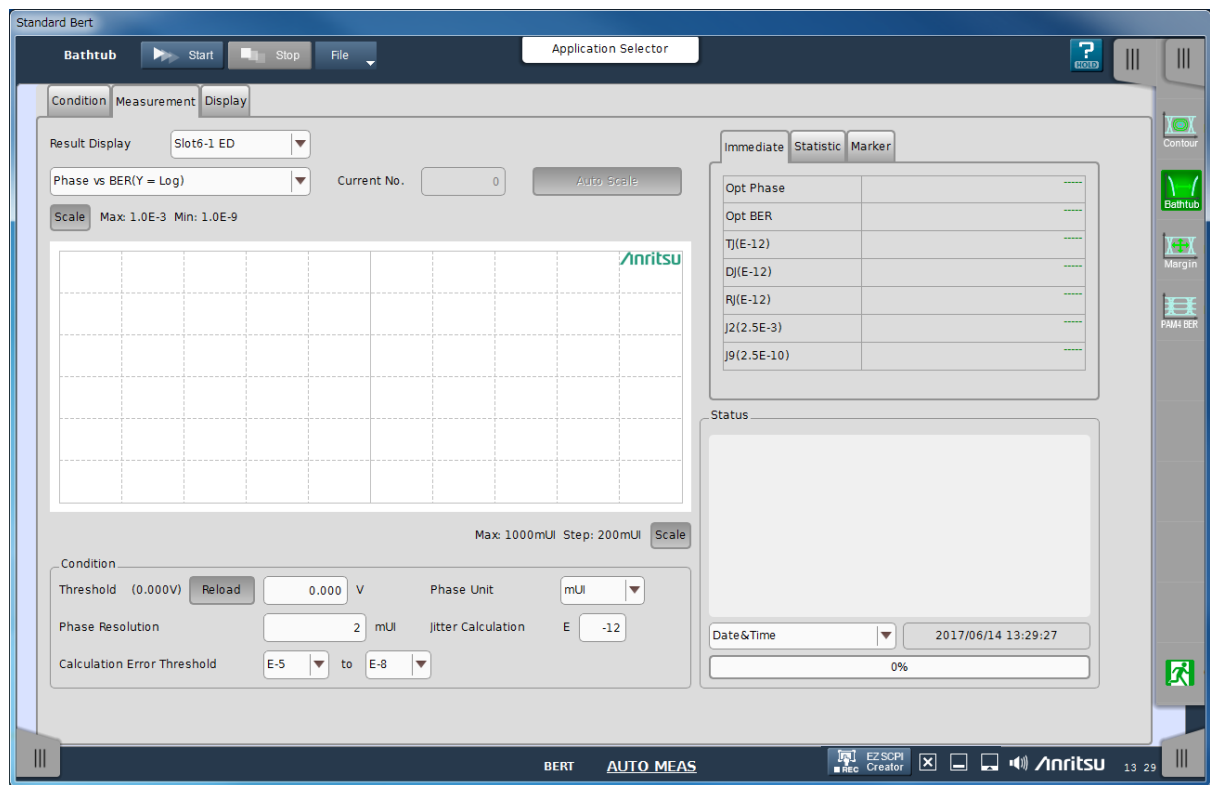 Standard Bert
Bathtub Start Stop File Application Selector HOLD
Condition Measurement Display
Result Display Slot6-1 ED
Phase vs BER(Y = Log) Current No. 0 Auto Scale
Scale Max: 1.0E-3 Min: 1.0E-9
Anritsu
Max: 1000mUI Step: 200mUI Scale
Condition
Threshold (0.000V) Reload 0.000 V Phase Unit mUI
Phase Resolution 2 mUI Jitter Calculation E -12
Calculation Error Threshold E-5 to E-8
Immediate Statistic Marker
Opt Phase -----
Opt BER -----
TJ(E-12) -----
DJ(E-12) -----
RJ(E-12) -----
J2(2.5E-3) -----
J9(2.5E-10) -----
Status
Date&Time 2017/06/14 13:29:27
0%
Contour
Bathtub
Margin
PAM4 BER
BERT AUTO MEAS REC EZSCPI Creator Anritsu 13 29